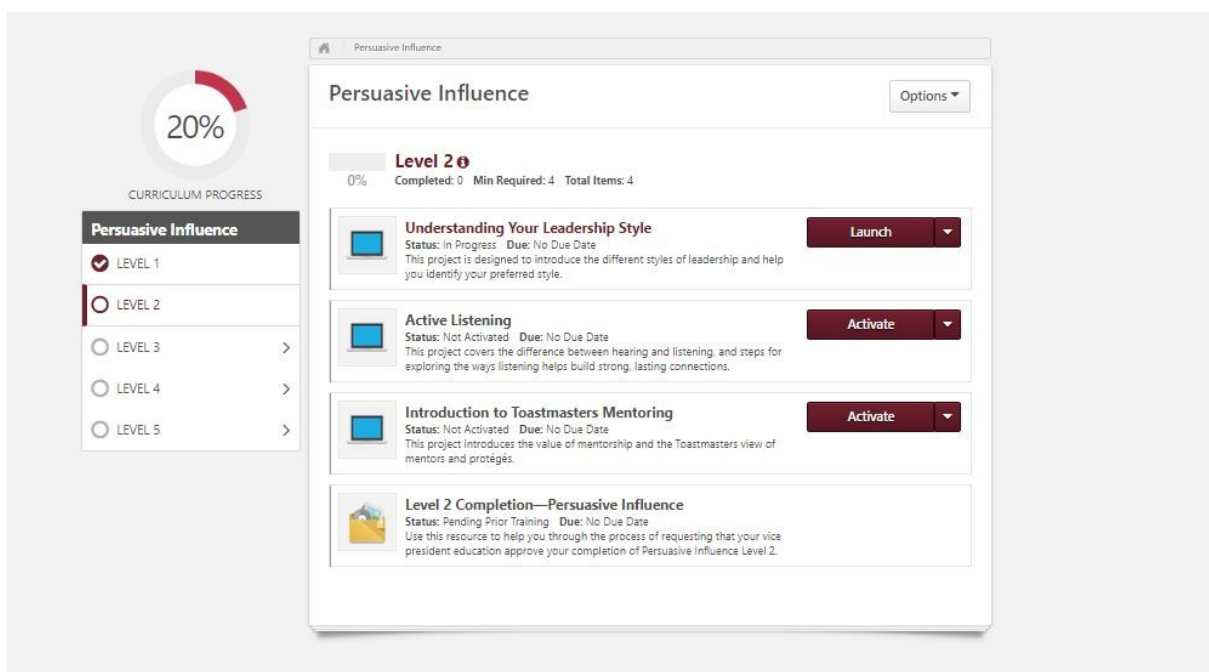 Persuasive Influence
20%
CURRICULUM PROGRESS
Persuasive Influence
LEVEL 1
LEVEL 2
LEVEL 3
LEVEL 4
LEVEL 5
Persuasive Influence
Options
Level 2
0%
Completed: 0 Min Required: 4 Total Items: 4
Understanding Your Leadership Style
Status: In Progress Due: No Due Date
This project is designed to introduce the different styles of leadership and help
you identify your preferred style.
Launch
Active Listening
Status: Not Activated Due: No Due Date
This project covers the difference between hearing and listening, and steps for
exploring the ways listening helps build strong, lasting connections.
Activate
Introduction to Toastmasters Mentoring
Status: Not Activated Due: No Due Date
This project introduces the value of mentorship and the Toastmasters view of
mentors and protégés.
Activate
Level 2 Completion—Persuasive Influence
Status: Pending Prior Training Due: No Due Date
Use this resource to help you through the process of requesting that your vice
president education approve your completion of Persuasive Influence Level 2.